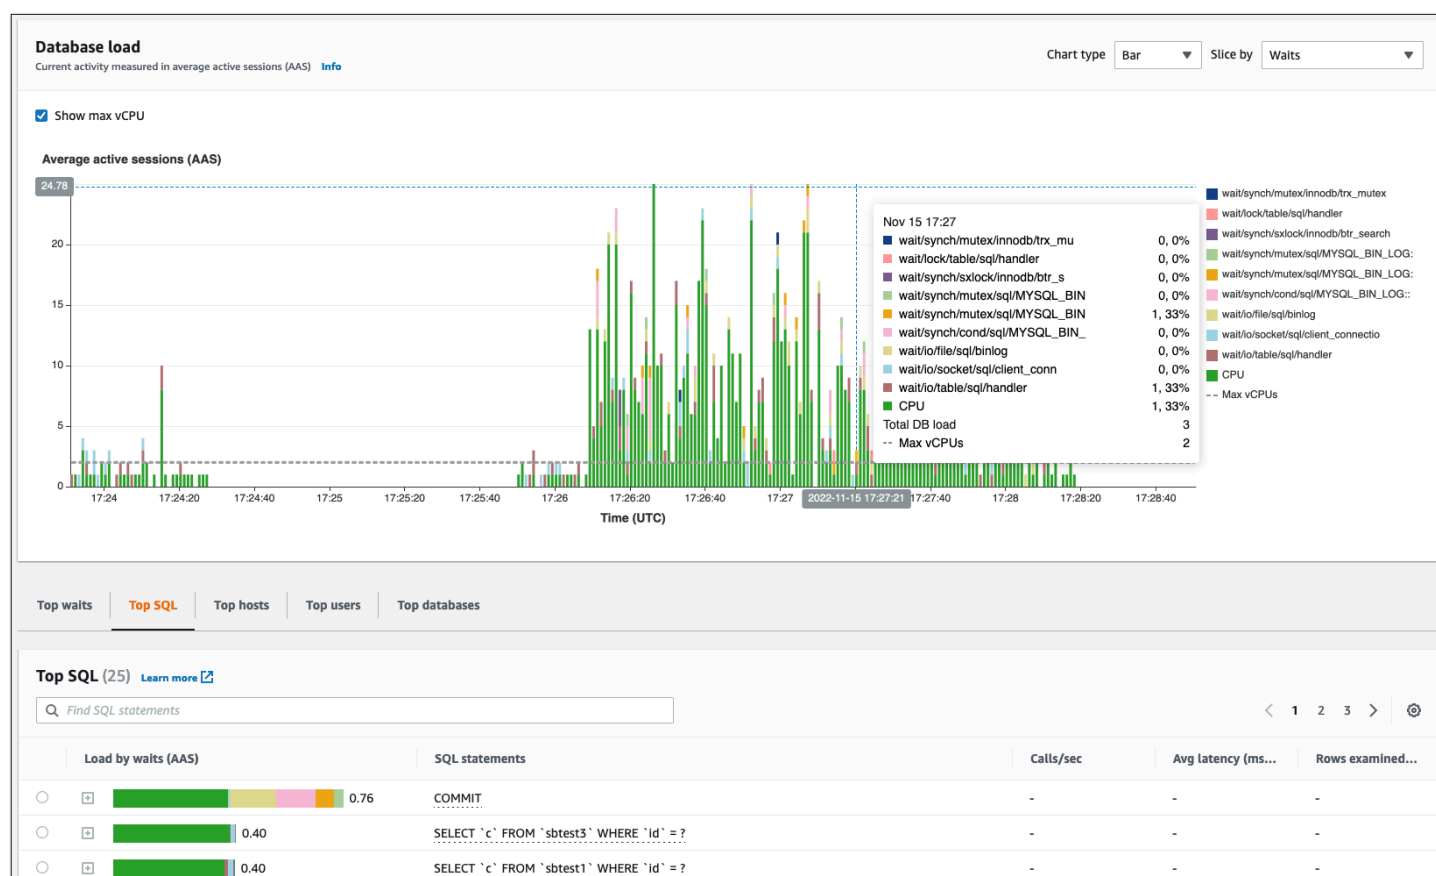 Database load
Current activity measured in average active sessions (AAS) Info
Chart type Bar Slice by Waits
Show max vCPU
Average active sessions (AAS)
24.78
20
15
10
5
0
17:24 17:24:20 17:24:40 17:25 17:25:20 17:25:40 17:26 17:26:20 17:26:40 17:27 2022-11-15 17:27:21 17:27:40 17:28 17:28:20 17:28:40
Time (UTC)
Nov 15 17:27
wait/synch/mutex/innodb/trx_mu 0, 0%
wait/lock/table/sql/handler 0, 0%
wait/synch/sxlock/innodb/btr_s 0, 0%
wait/synch/mutex/sql/MYSQL_BIN 0, 0%
wait/synch/mutex/sql/MYSQL_BIN 1, 33%
wait/synch/cond/sql/MYSQL_BIN_ 0, 0%
wait/io/file/sql/binlog 0, 0%
wait/io/socket/sql/client_conn 0, 0%
wait/io/table/sql/handler 1, 33%
CPU 1, 33%
Total DB load 3
-- Max vCPUs 2
wait/synch/mutex/innodb/trx_mutex
wait/lock/table/sql/handler
wait/synch/sxlock/innodb/btr_search
wait/synch/mutex/sql/MYSQL_BIN_LOG:
wait/synch/mutex/sql/MYSQL_BIN_LOG:
wait/synch/cond/sql/MYSQL_BIN_LOG::
wait/io/file/sql/binlog
wait/io/socket/sql/client_connectio
wait/io/table/sql/handler
CPU
-- Max vCPUs
Top waits Top SQL Top hosts Top users Top databases
Top SQL (25) Learn more
Find SQL statements
1 2 3
Load by waits (AAS) SQL statements Calls/sec Avg latency (ms... Rows examined...
0.76 COMMIT - - -
0.40 SELECT `c` FROM `sbtest3` WHERE `id` = ? - - -
0.40 SELECT `c` FROM `sbtest1` WHERE `id` = ? - - -